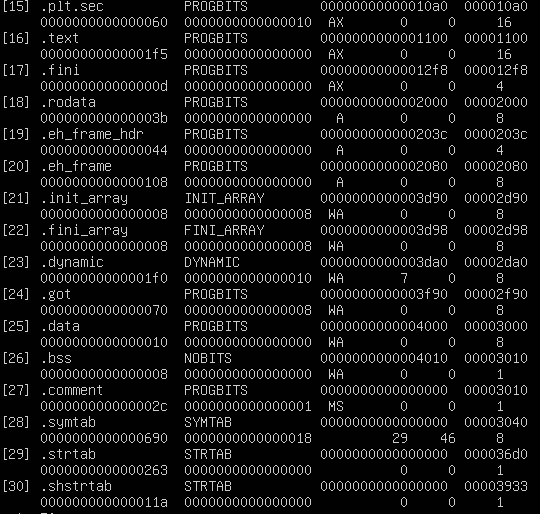 [15] .plt.sec PROGBITS 00000000000010a0 000010a0
0000000000000060 0000000000000010 AX 0 0 16
[16] .text PROGBITS 0000000000001100 00001100
00000000000001f5 0000000000000000 AX 0 0 16
[17] .fini PROGBITS 00000000000012f8 000012f8
000000000000000d 0000000000000000 AX 0 0 4
[18] .rodata PROGBITS 0000000000002000 00002000
000000000000003b 0000000000000000 A 0 0 8
[19] .eh_frame_hdr PROGBITS 000000000000203c 0000203c
0000000000000044 0000000000000000 A 0 0 4
[20] .eh_frame PROGBITS 0000000000002080 00002080
0000000000000108 0000000000000000 A 0 0 8
[21] .init_array INIT_ARRAY 0000000000003d90 00002d90
0000000000000008 0000000000000008 WA 0 0 8
[22] .fini_array FINI_ARRAY 0000000000003d98 00002d98
0000000000000008 0000000000000008 WA 0 0 8
[23] .dynamic DYNAMIC 0000000000003da0 00002da0
00000000000001f0 0000000000000010 WA 7 0 8
[24] .got PROGBITS 0000000000003f90 00002f90
0000000000000070 0000000000000008 WA 0 0 8
[25] .data PROGBITS 0000000000004000 00003000
0000000000000010 0000000000000000 WA 0 0 8
[26] .bss NOBITS 0000000000004010 00003010
0000000000000008 0000000000000000 WA 0 0 1
[27] .comment PROGBITS 0000000000000000 00003010
000000000000002c 0000000000000001 MS 0 0 1
[28] .symtab SYMTAB 0000000000000000 00003040
0000000000000690 0000000000000018 29 46 8
[29] .strtab STRTAB 0000000000000000 000036d0
0000000000000263 0000000000000000 0 0 1
[30] .shstrtab STRTAB 0000000000000000 00003933
000000000000011a 0000000000000000 0 0 1